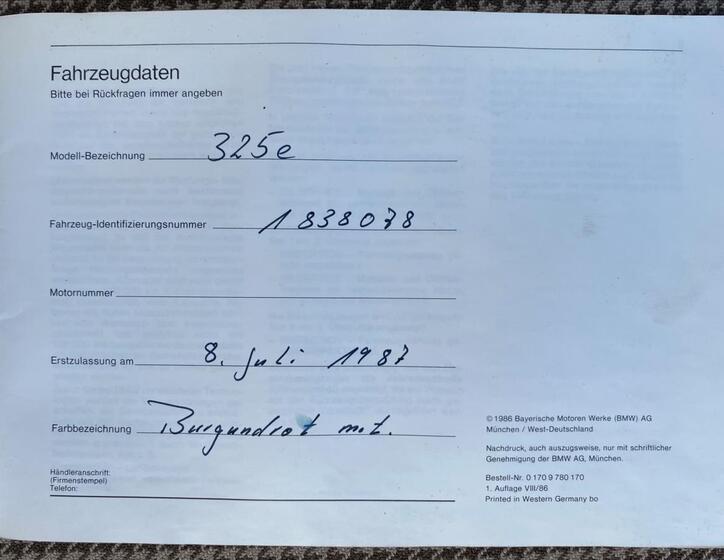 Fahrzeugdaten
Bitte bei Rückfragen immer angeben
Modell-Bezeichnung 325e
Fahrzeug-Identifizierungsnummer 1838078
Motornummer
Erstzulassung am 8. Juli 1987
Farbbezeichnung Burgundrot met.
Händleranschrift:
(Firmenstempel)
Telefon:
© 1986 Bayerische Motoren Werke (BMW) AG
München / West-Deutschland
Nachdruck, auch auszugsweise, nur mit schriftlicher
Genehmigung der BMW AG, München.
Bestell-Nr. 0 170 9 780 170
1. Auflage VIII/86
Printed in Western Germany bo